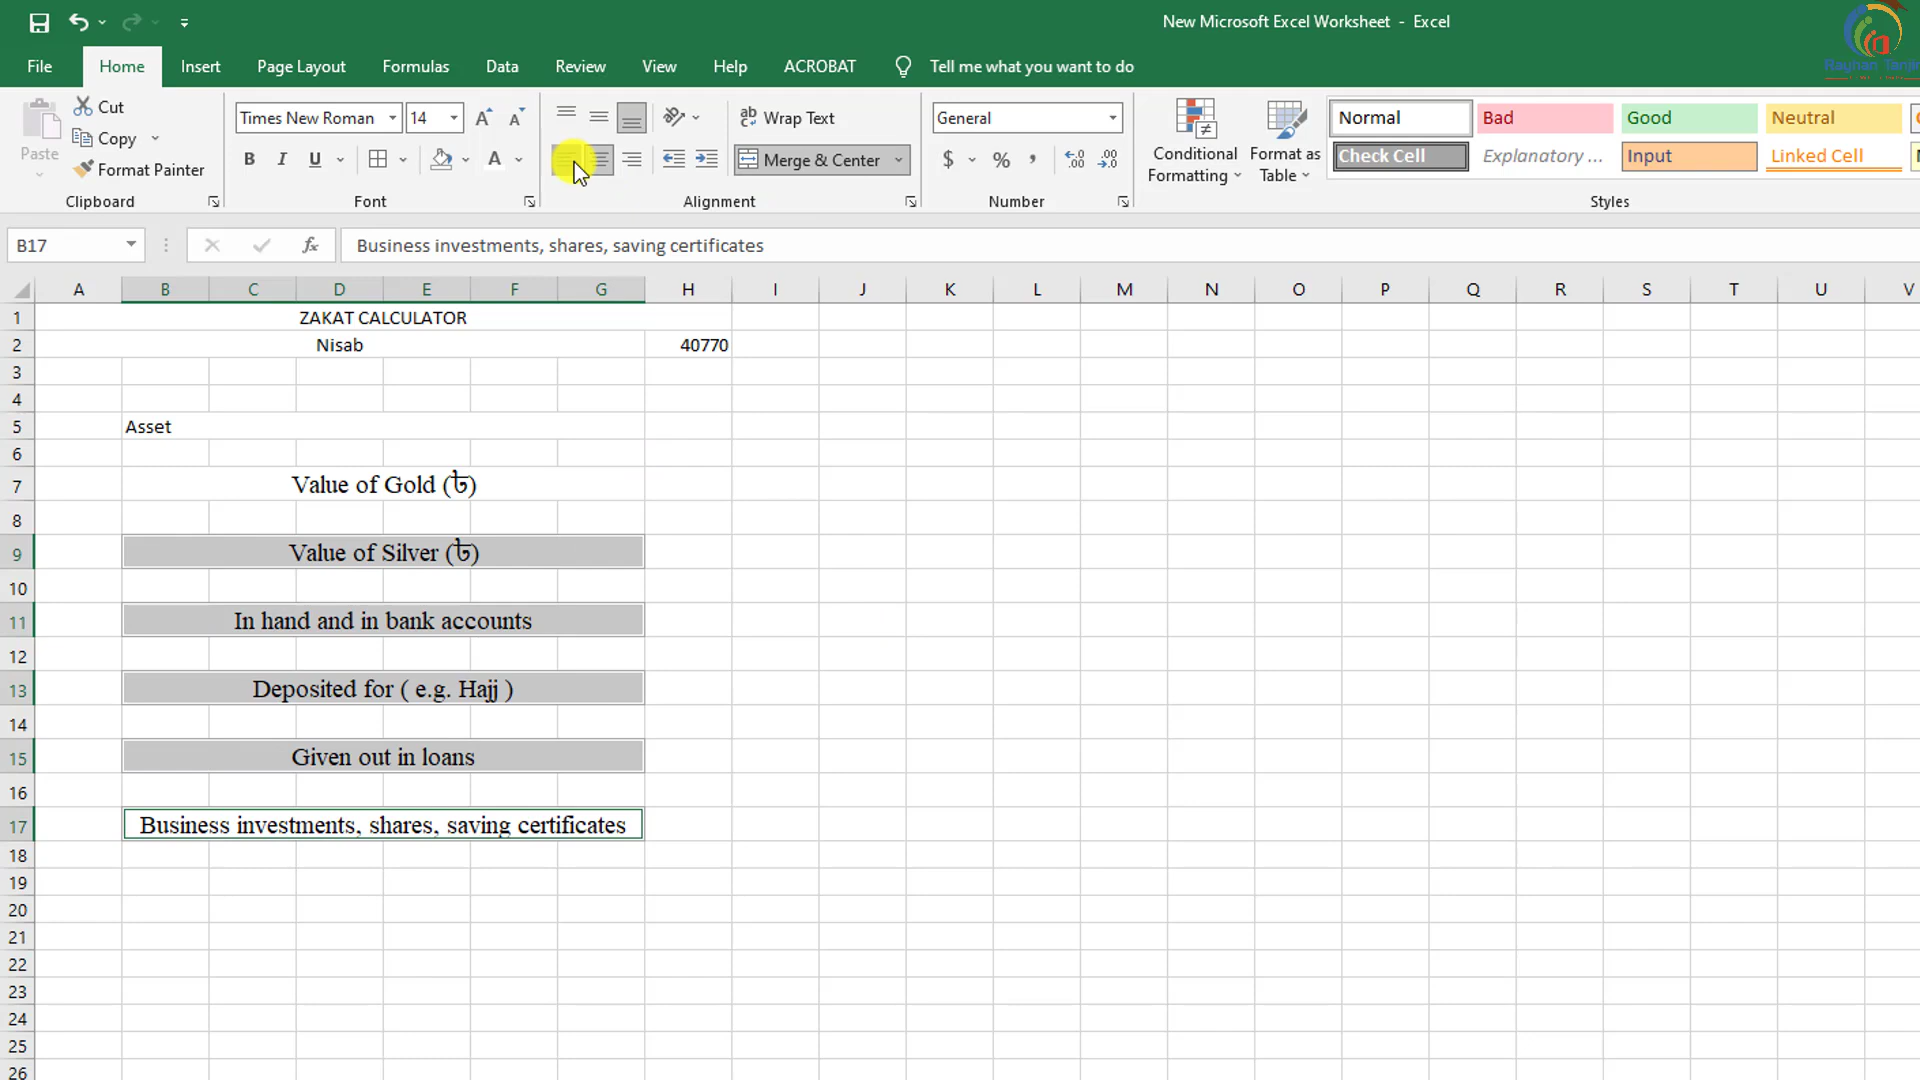 New Microsoft Excel Worksheet - Excel
Rayhan Tanjim
File Home Insert Page Layout Formulas Data Review View Help ACROBAT Tell me what you want to do
Paste
Cut
Copy
Format Painter
Clipboard
Times New Roman 14
B I U A
Font
Wrap Text
Merge & Center
Alignment
General
$ % ,
Number
Conditional Formatting
Format as Table
Normal Bad Good Neutral
Check Cell Explanatory ... Input Linked Cell
Styles
B17 fx Business investments, shares, saving certificates
A B C D E F G H I J K L M N O P Q R S T U V
1 ZAKAT CALCULATOR
2 Nisab 40770
3
4
5 Asset
6
7 Value of Gold (৳)
8
9 Value of Silver (৳)
10
11 In hand and in bank accounts
12
13 Deposited for ( e.g. Hajj )
14
15 Given out in loans
16
17 Business investments, shares, saving certificates
18
19
20
21
22
23
24
25
26